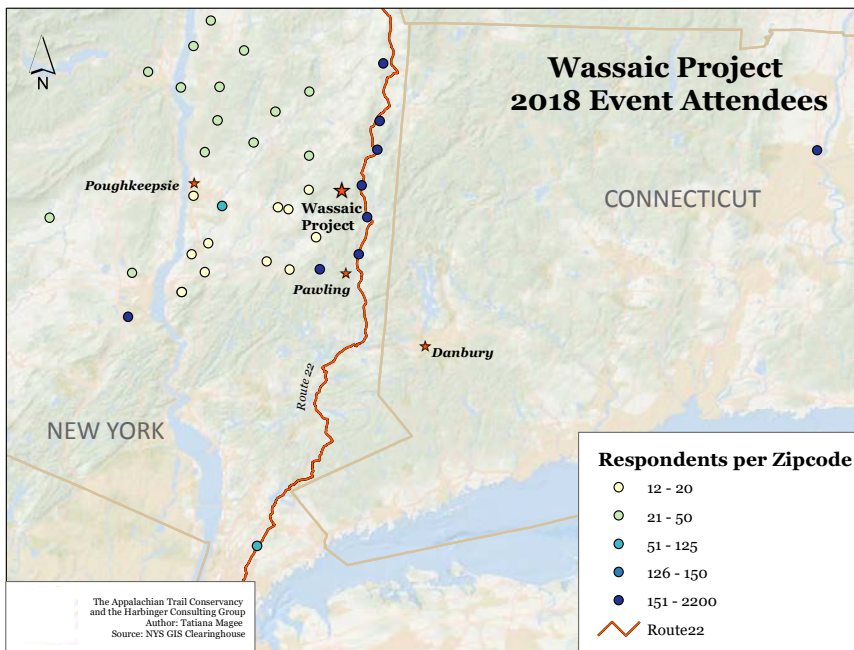 Wassaic Project
2018 Event Attendees
N
Poughkeepsie
Wassaic
Project
CONNECTICUT
Pawling
Danbury
Route 22
NEW YORK
Respondents per Zipcode
12 - 20
21 - 50
51 - 125
126 - 150
151 - 2200
Route22
The Appalachian Trail Conservancy
and the Harbinger Consulting Group
Author: Tatiana Magee
Source: NYS GIS Clearinghouse